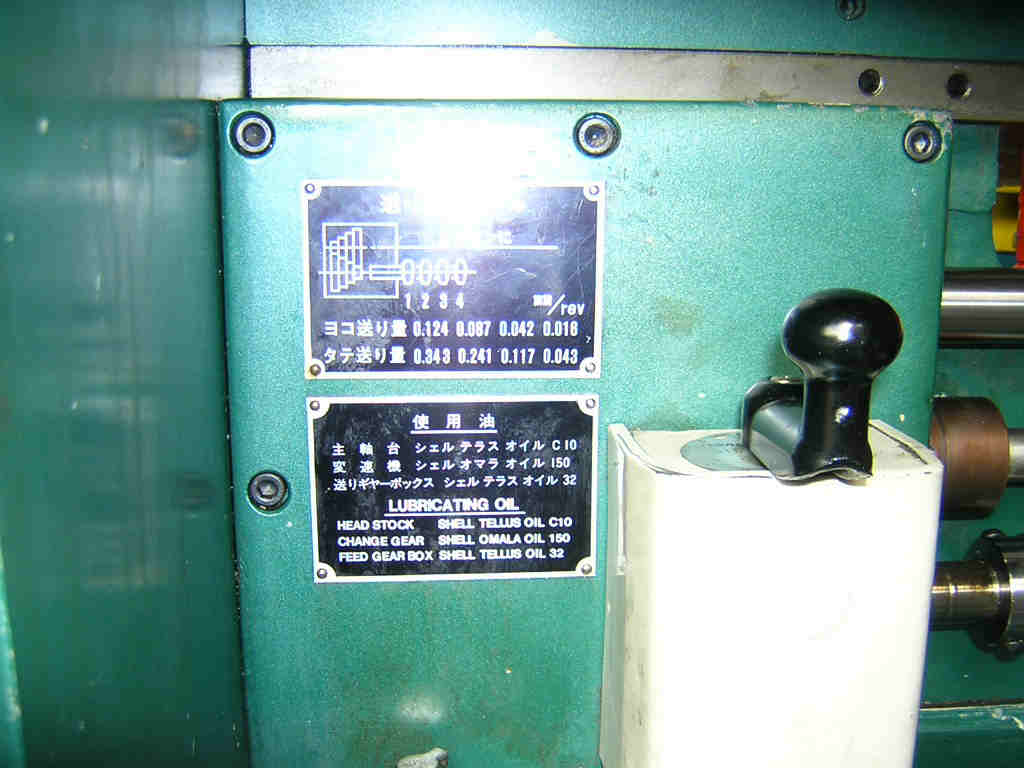 1 2 3 4 mm/rev
ヨコ送り量 0.124 0.087 0.042 0.018
タテ送り量 0.343 0.241 0.117 0.043
使用油
主軸台 シェル テラス オイル C10
変速機 シェル オマラ オイル 150
送りギヤーボックス シェル テラス オイル 32
LUBRICATING OIL
HEAD STOCK SHELL TELLUS OIL C10
CHANGE GEAR SHELL OMALA OIL 150
FEED GEAR BOX SHELL TELLUS OIL 32